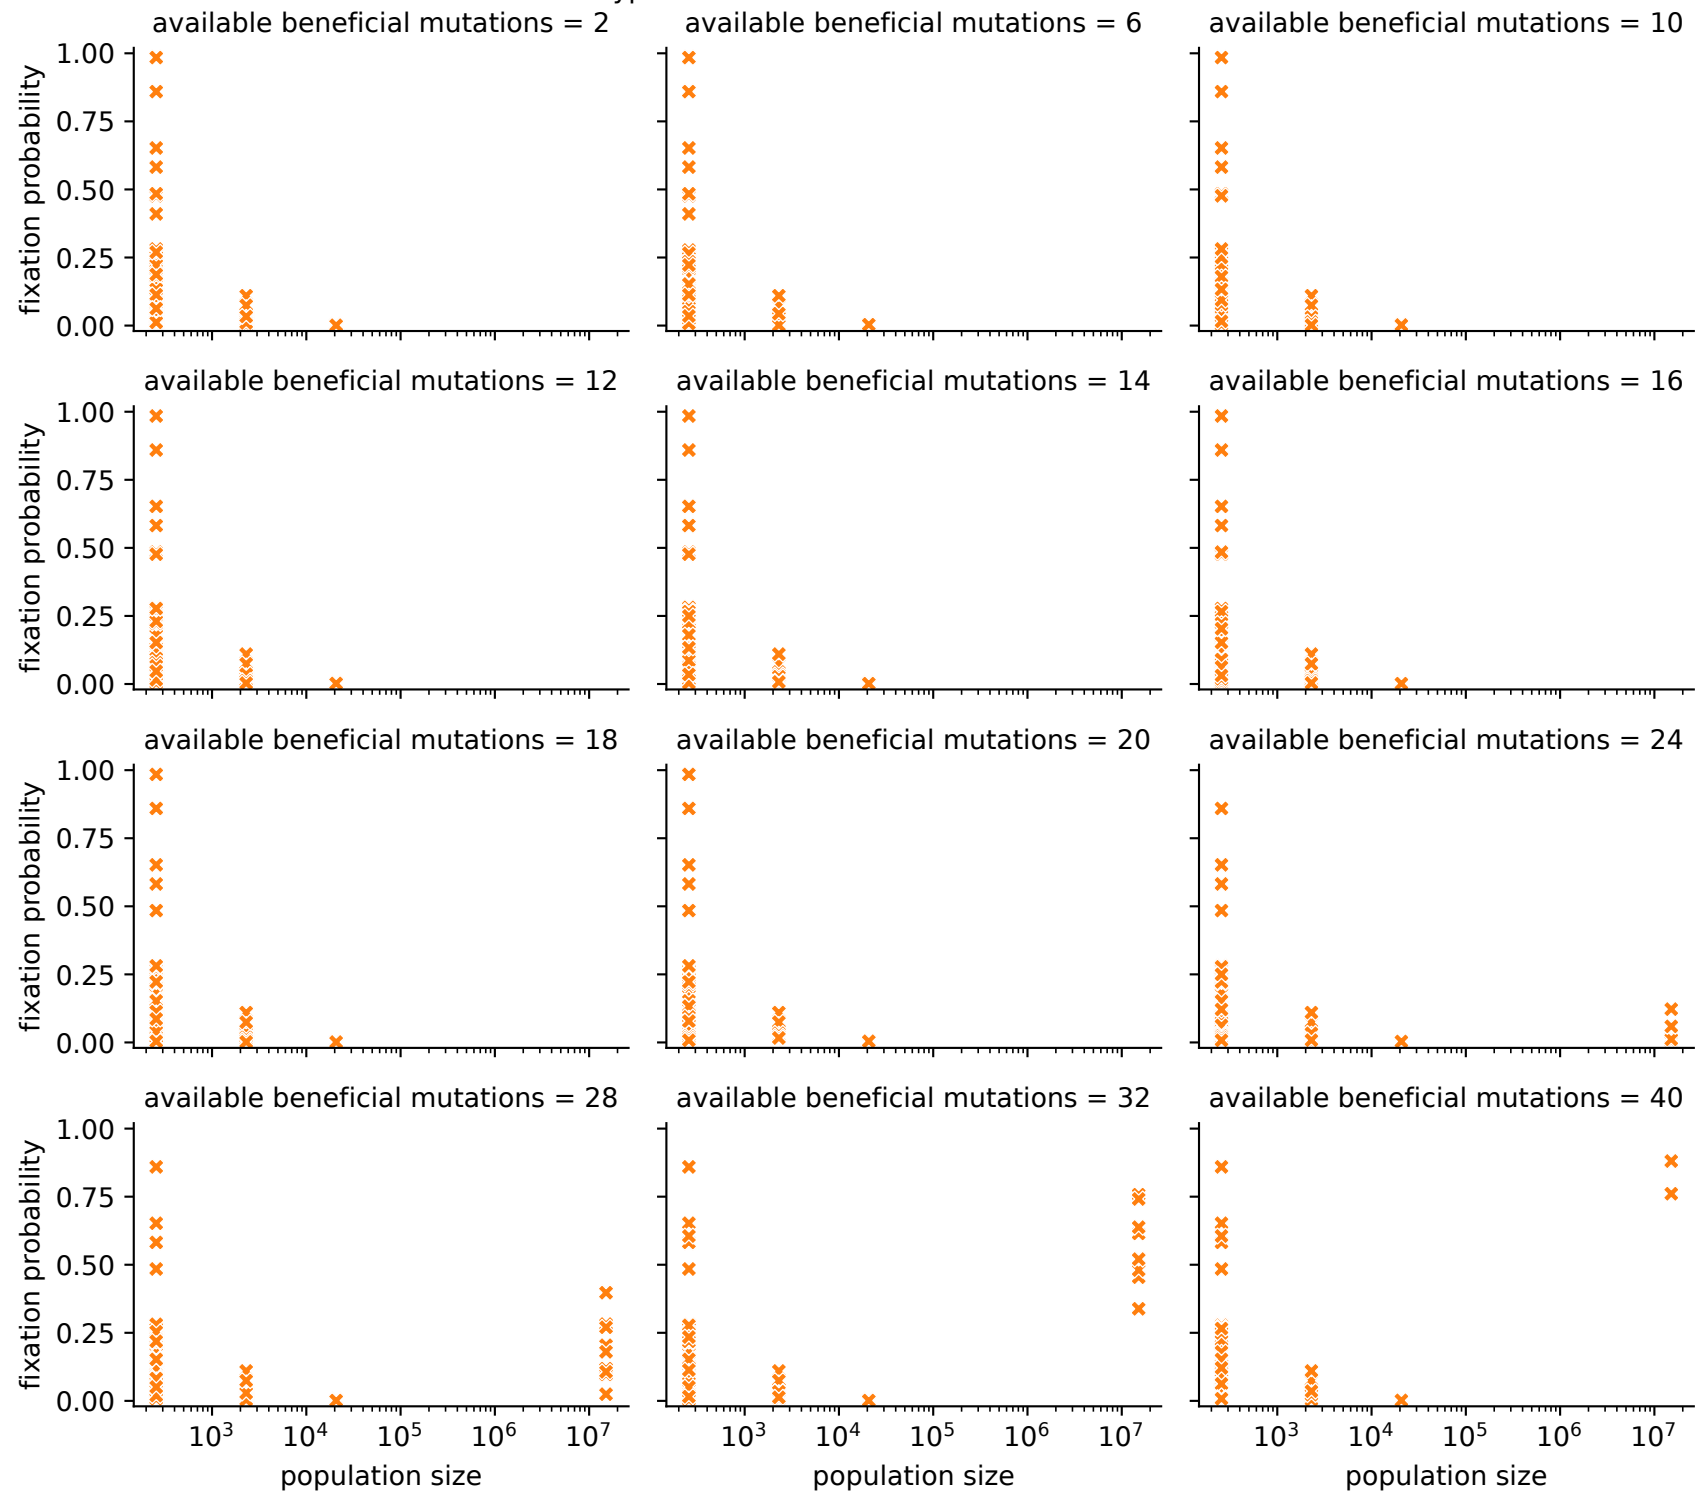 available beneficial mutations = 2
available beneficial mutations = 6
available beneficial mutations = 10
fixation probability
1.00
0.75
0.50
0.25
0.00
available beneficial mutations = 12
available beneficial mutations = 14
available beneficial mutations = 16
fixation probability
1.00
0.75
0.50
0.25
0.00
available beneficial mutations = 18
available beneficial mutations = 20
available beneficial mutations = 24
fixation probability
1.00
0.75
0.50
0.25
0.00
available beneficial mutations = 28
available beneficial mutations = 32
available beneficial mutations = 40
fixation probability
1.00
0.75
0.50
0.25
0.00
10³ 10⁴ 10⁵ 10⁶ 10⁷
10³ 10⁴ 10⁵ 10⁶ 10⁷
10³ 10⁴ 10⁵ 10⁶ 10⁷
population size
population size
population size